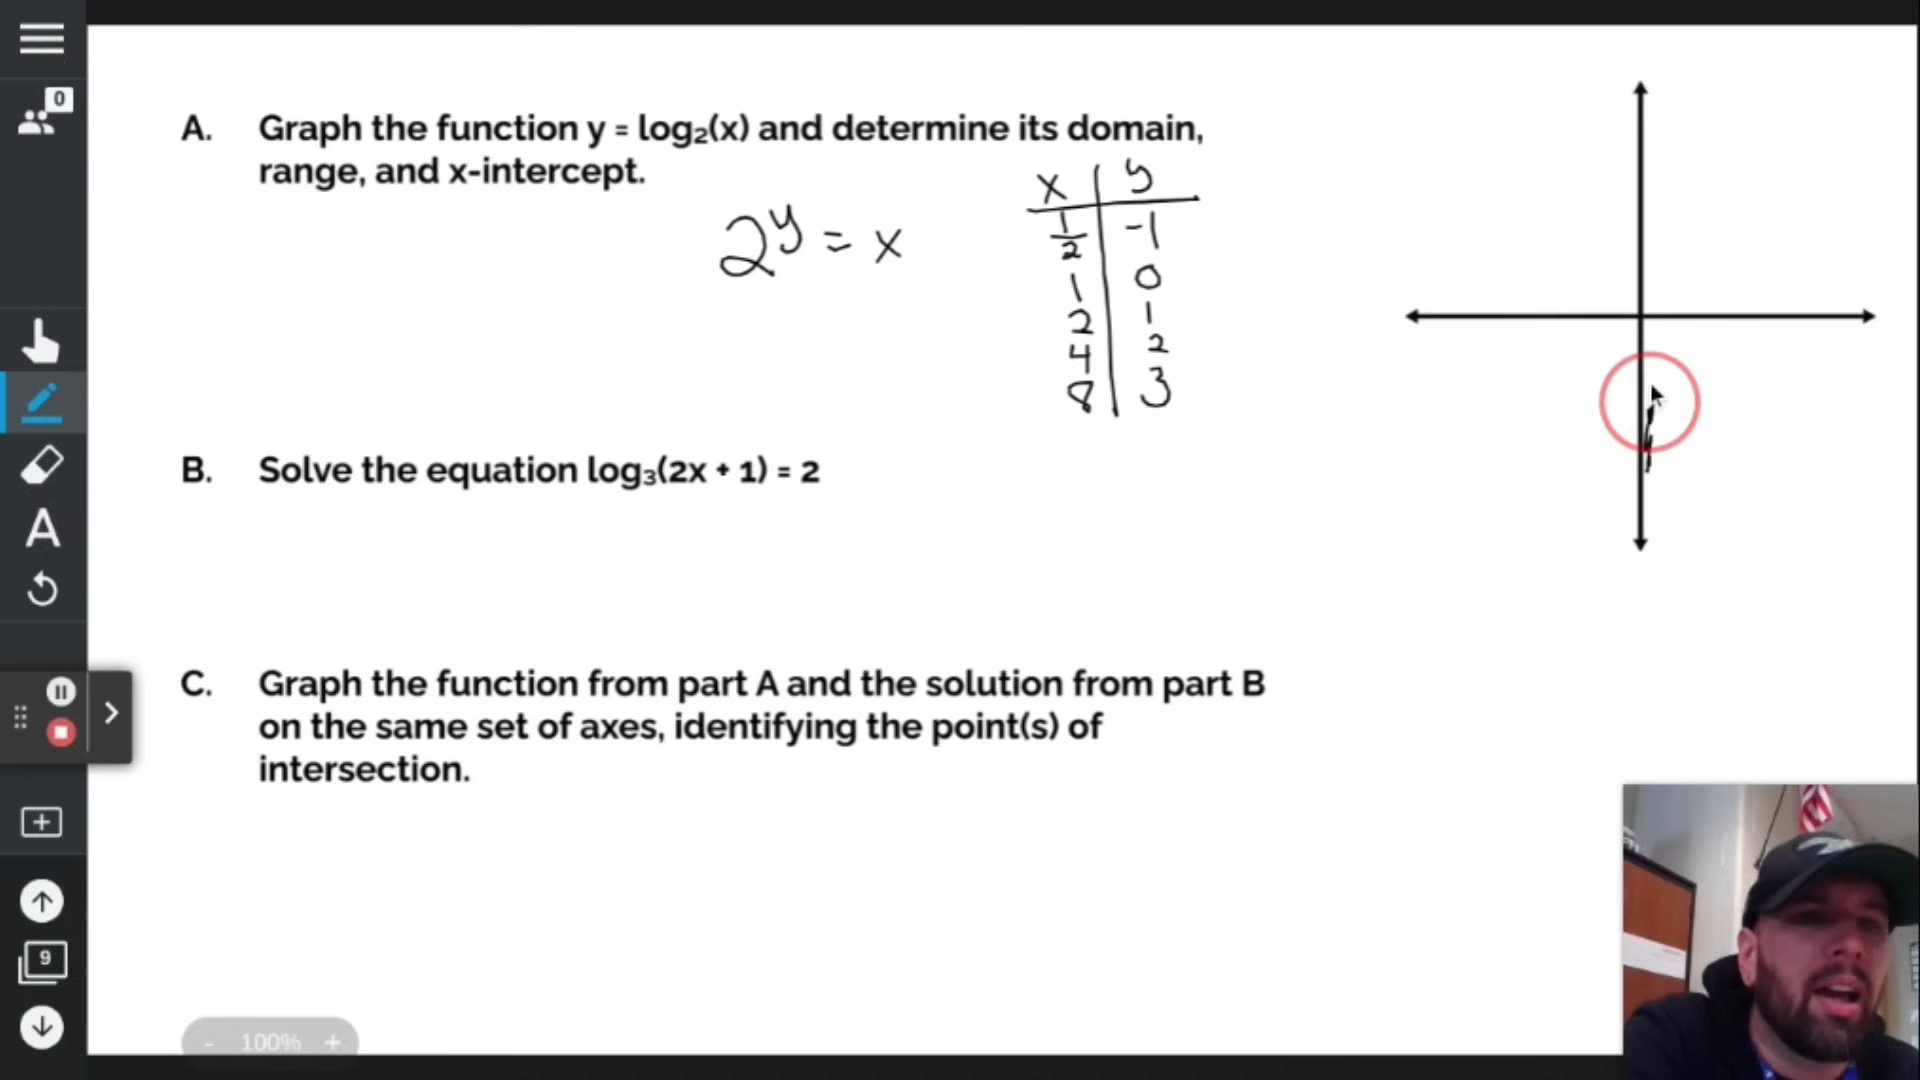 0
A. Graph the function y = log₂(x) and determine its domain,
range, and x-intercept.
2^y = x
x | y
1/2 | -1
1 | 0
2 | 1
4 | 2
8 | 3
B. Solve the equation log₃(2x + 1) = 2
A
C. Graph the function from part A and the solution from part B
on the same set of axes, identifying the point(s) of
intersection.
9
- 100% +